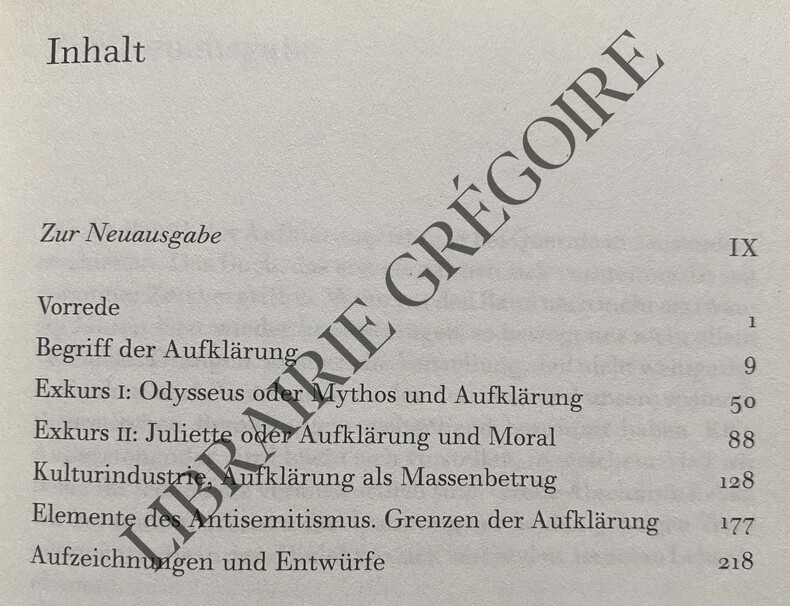 Inhalt
Zur Neuausgabe IX
Vorrede 1
Begriff der Aufklärung 9
Exkurs I: Odysseus oder Mythos und Aufklärung 50
Exkurs II: Juliette oder Aufklärung und Moral 88
Kulturindustrie, Aufklärung als Massenbetrug 128
Elemente des Antisemitismus. Grenzen der Aufklärung 177
Aufzeichnungen und Entwürfe 218
LIBRAIRIE GRÉGOIRE